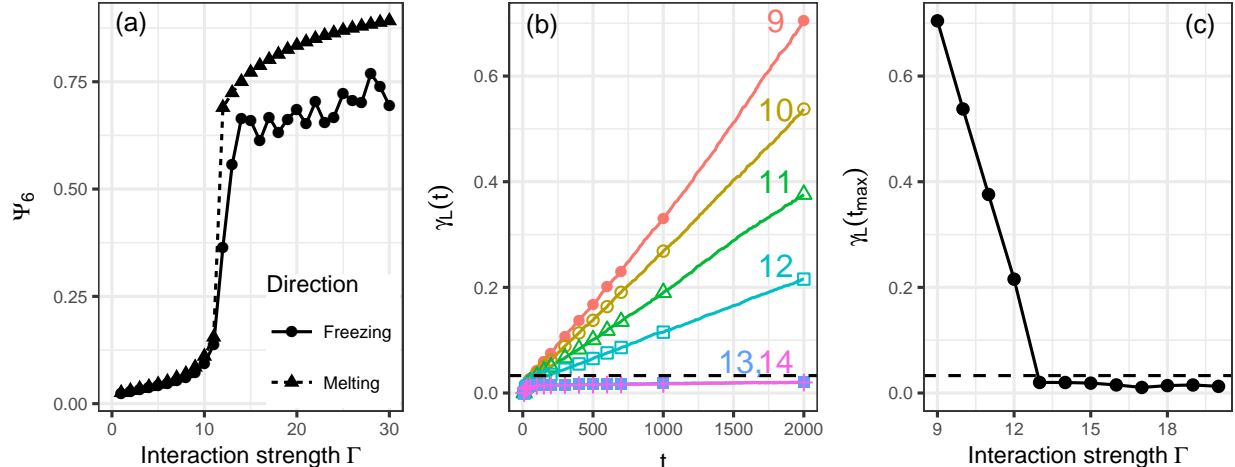 (a)
Ψ6
0.00
0.25
0.50
0.75
0
10
20
30
Interaction strength Γ
Direction
Freezing
Melting
(b)
γL(t)
0.0
0.2
0.4
0.6
0
500
1000
1500
2000
t
9
10
11
12
13,14
(c)
γL(tmax)
0.0
0.2
0.4
0.6
9
12
15
18
Interaction strength Γ